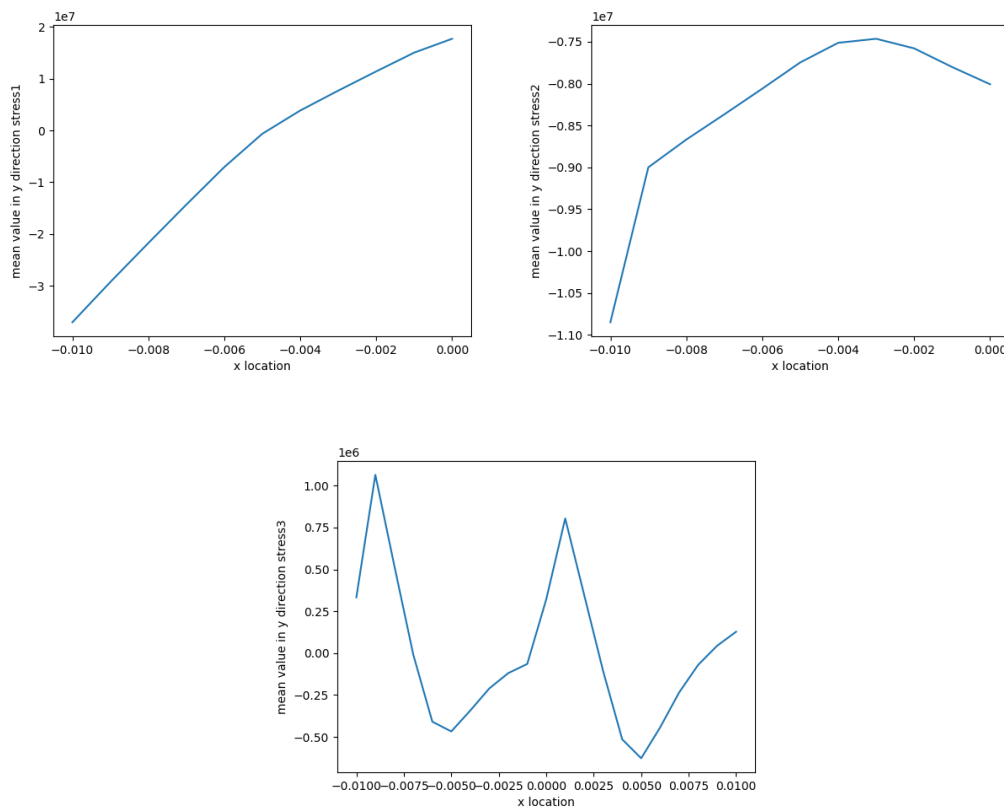 1e7
mean value in y direction stress1
2
1
0
−1
−2
−3
−0.010 −0.008 −0.006 −0.004 −0.002 0.000
x location
1e7
mean value in y direction stress2
−0.75
−0.80
−0.85
−0.90
−0.95
−1.00
−1.05
−1.10
−0.010 −0.008 −0.006 −0.004 −0.002 0.000
x location
1e6
mean value in y direction stress3
1.00
0.75
0.50
0.25
0.00
−0.25
−0.50
−0.0100 −0.0075 −0.0050 −0.0025 0.0000 0.0025 0.0050 0.0075 0.0100
x location